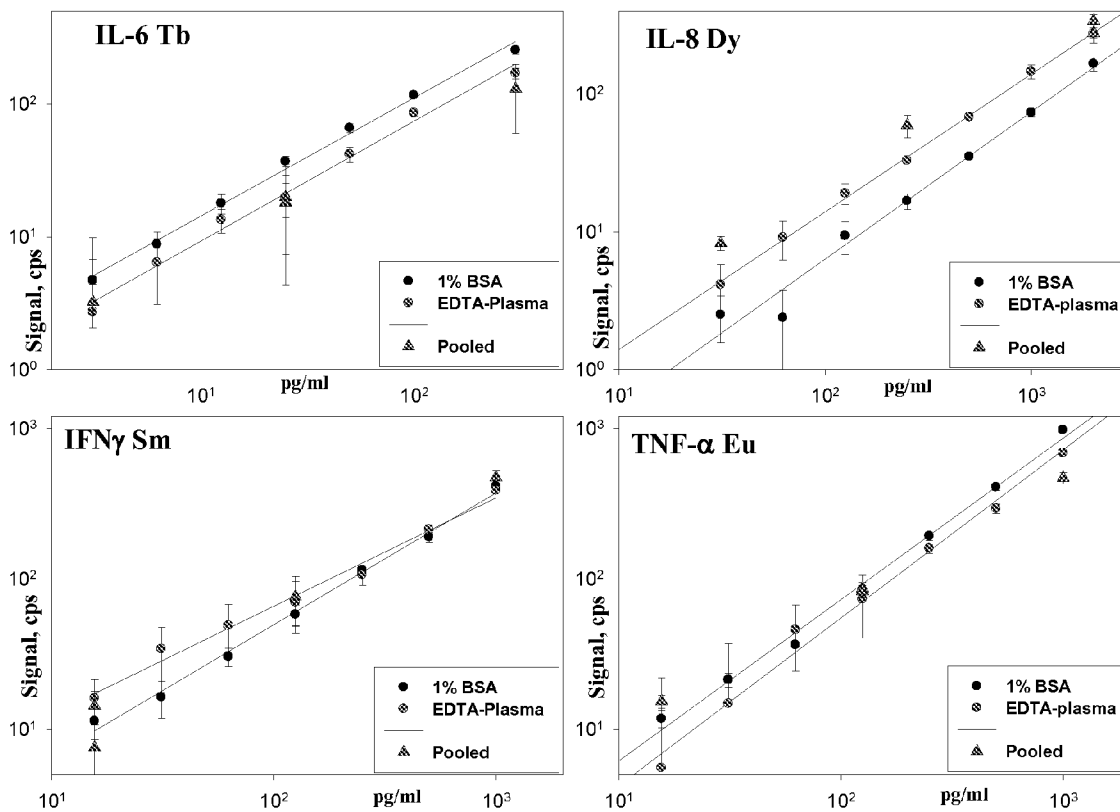 IL-6 Tb
10²
10¹
10⁰
Signal, cps
1% BSA
EDTA-Plasma
Pooled
10¹
pg/ml
10²
IL-8 Dy
10²
10¹
10⁰
Signal, cps
1% BSA
EDTA-plasma
Pooled
10¹
10²
pg/ml
10³
IFNγ Sm
10³
10²
10¹
Signal, cps
1% BSA
EDTA-Plasma
Pooled
10¹
10²
pg/ml
10³
TNF-α Eu
10³
10²
10¹
Signal, cps
1% BSA
EDTA-plasma
Pooled
10¹
10²
pg/ml
10³